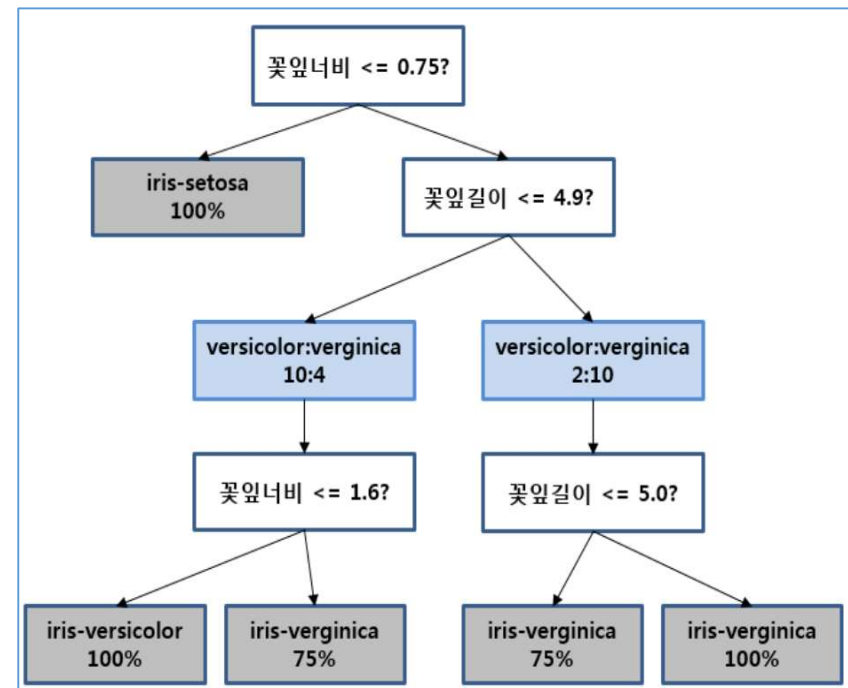 꽃잎너비 <= 0.75?
iris-setosa
100%
꽃잎길이 <= 4.9?
versicolor:verginica
10:4
versicolor:verginica
2:10
꽃잎너비 <= 1.6?
꽃잎길이 <= 5.0?
iris-versicolor
100%
iris-verginica
75%
iris-verginica
75%
iris-verginica
100%